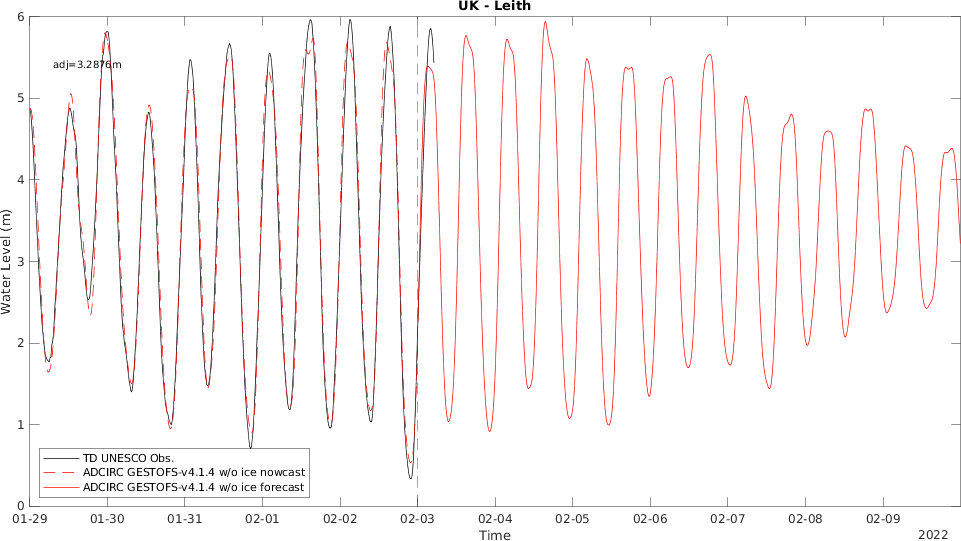 UK - Leith
adj=3.2876m
Water Level (m)
6
5
4
3
2
1
0
TD UNESCO Obs.
ADCIRC GESTOFS-v4.1.4 w/o ice nowcast
ADCIRC GESTOFS-v4.1.4 w/o ice forecast
01-29 01-30 01-31 02-01 02-02 02-03 02-04 02-05 02-06 02-07 02-08 02-09
Time
2022